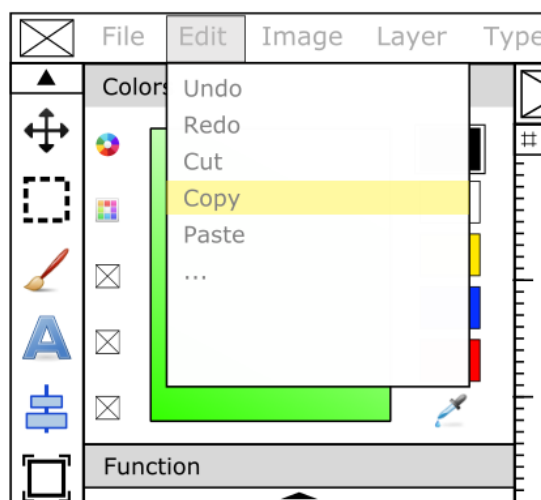 File Edit Image Layer Type
Colors
Undo
Redo
Cut
Copy
Paste
...
Function